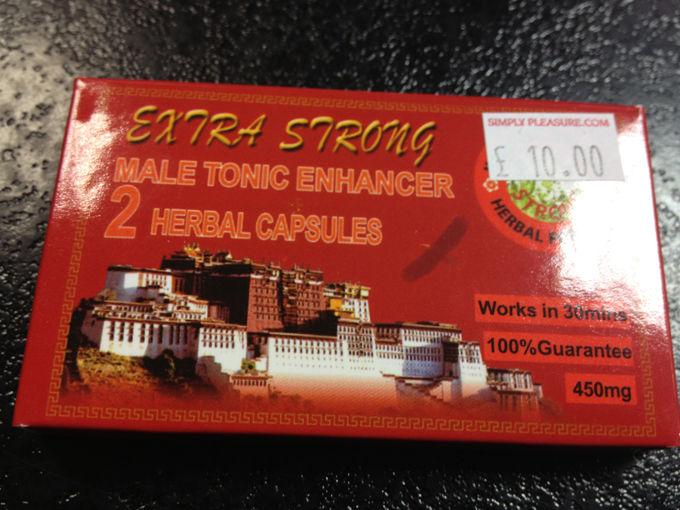 EXTRA STRONG
MALE TONIC ENHANCER
2 HERBAL CAPSULES
SIMPLY PLEASURE.COM
£ 10.00
STRO
HERBAL
Works in 30mins
100%Guarantee
450mg